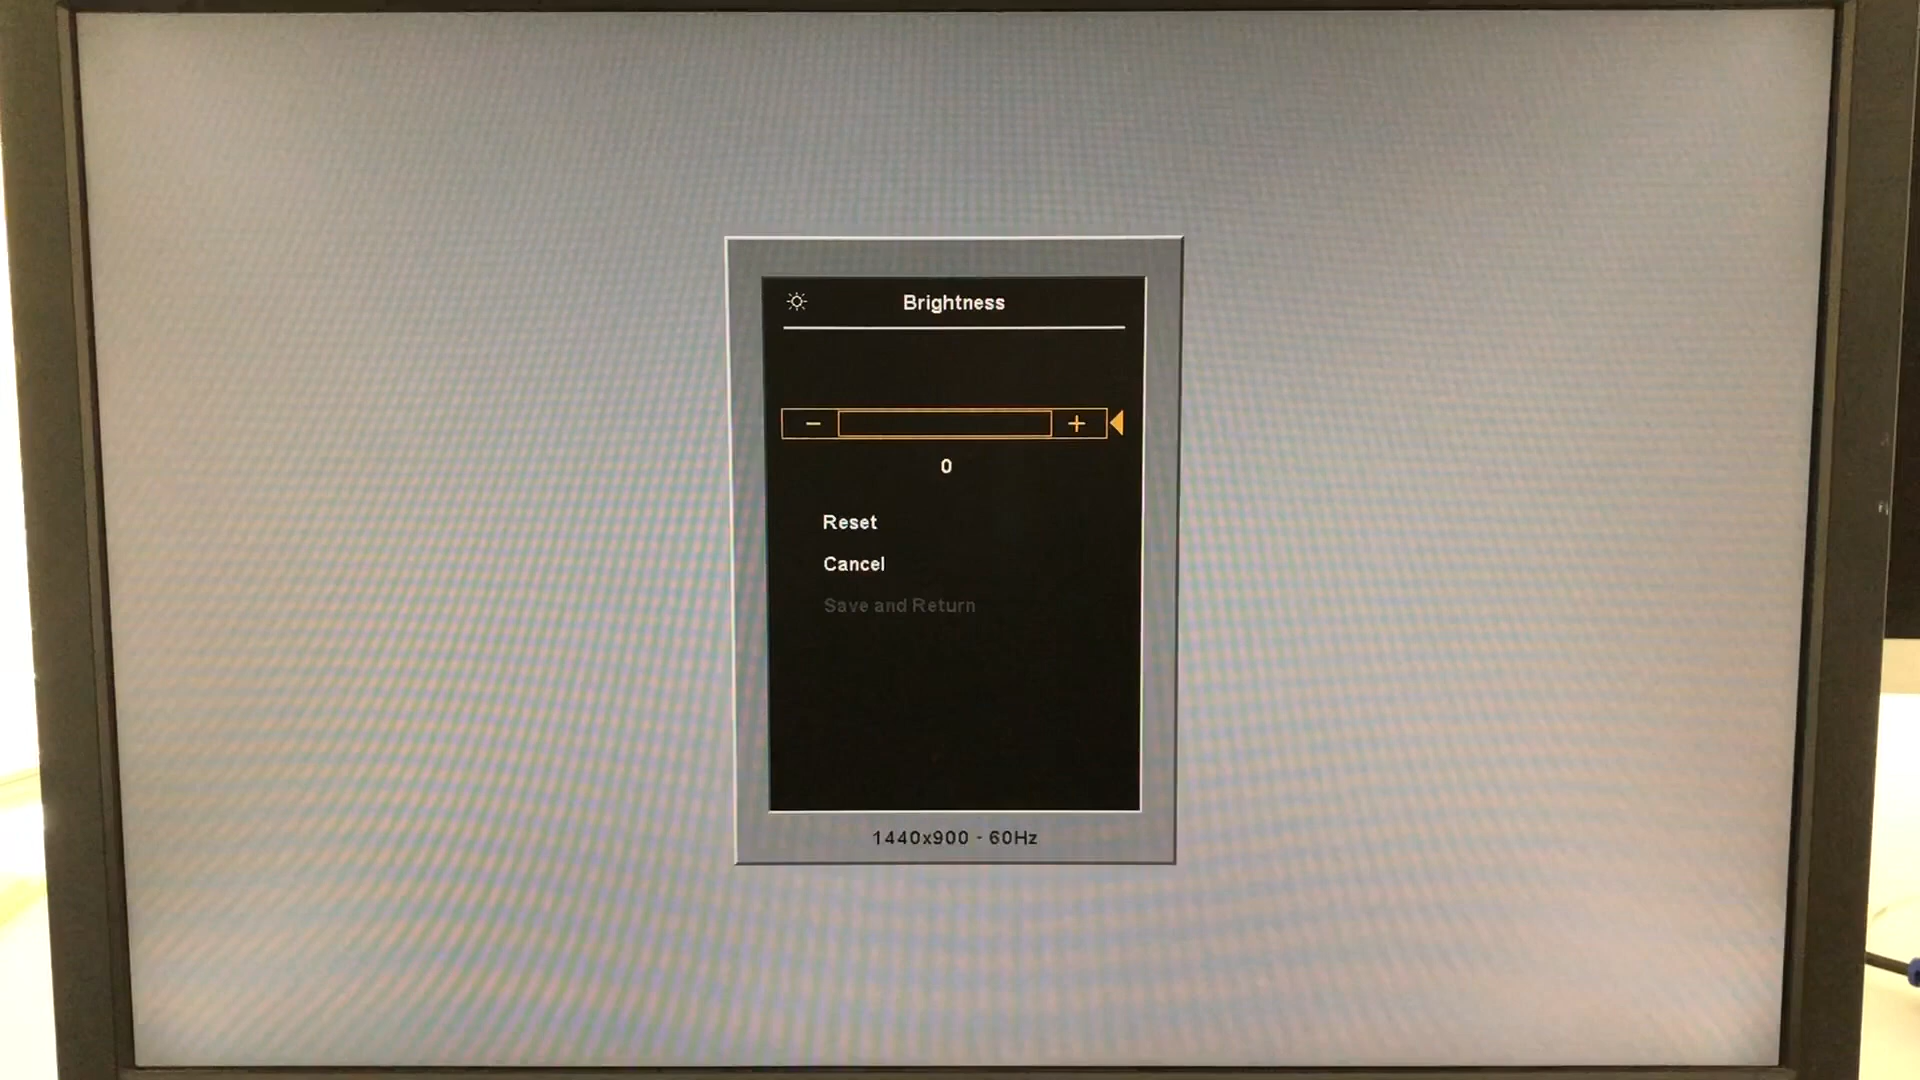 Brightness
− +
0
Reset
Cancel
Save and Return
1440x900 - 60Hz